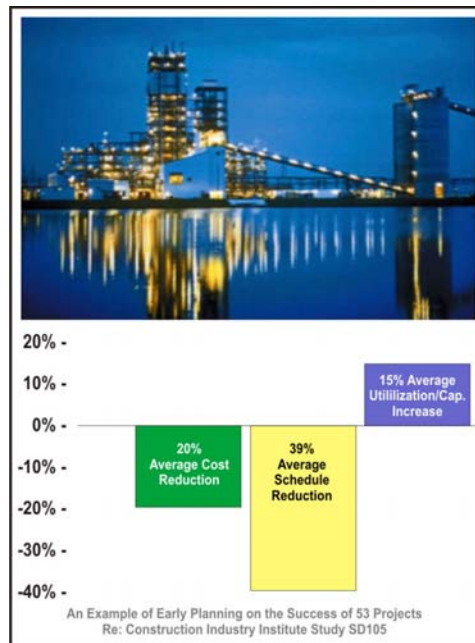 20% -
10% -
0% -
-10% -
-20% -
-30% -
-40% -
20%
Average Cost
Reduction
39%
Average
Schedule
Reduction
15% Average
Utililization/Cap.
Increase
An Example of Early Planning on the Success of 53 Projects
Re: Construction Industry Institute Study SD105